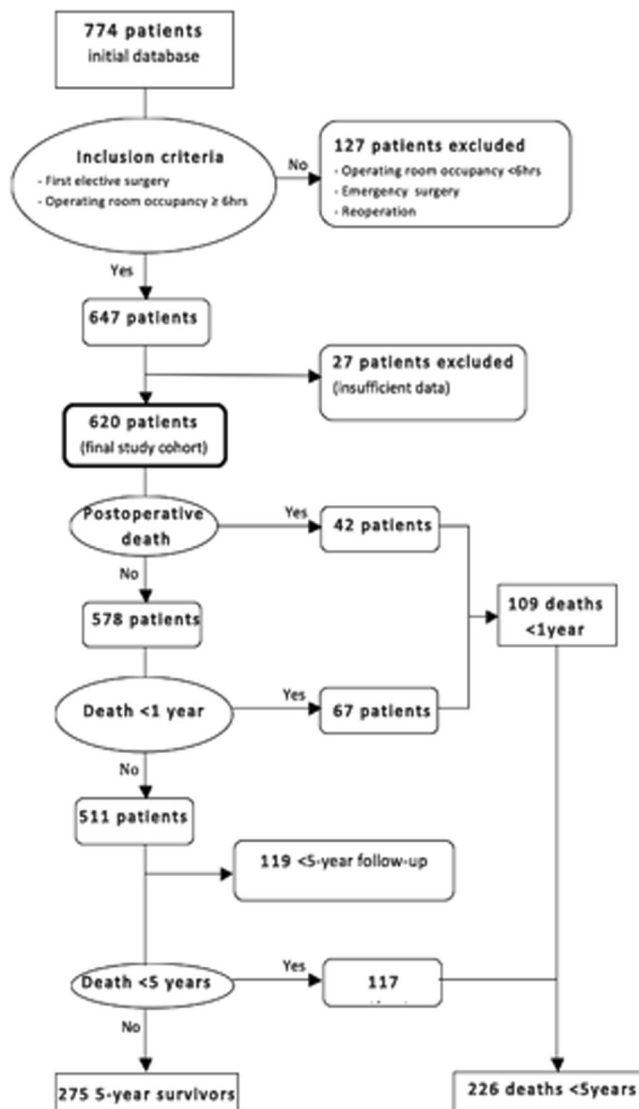 774 patients
initial database
Inclusion criteria
- First elective surgery
- Operating room occupancy ≥ 6hrs
No
127 patients excluded
- Operating room occupancy <6hrs
- Emergency surgery
- Reoperation
Yes
647 patients
27 patients excluded
(insufficient data)
620 patients
(final study cohort)
Postoperative
death
Yes
42 patients
No
578 patients
109 deaths
<1year
Death <1 year
Yes
67 patients
No
511 patients
119 <5-year follow-up
Death <5 years
Yes
117
No
275 5-year survivors
226 deaths <5years